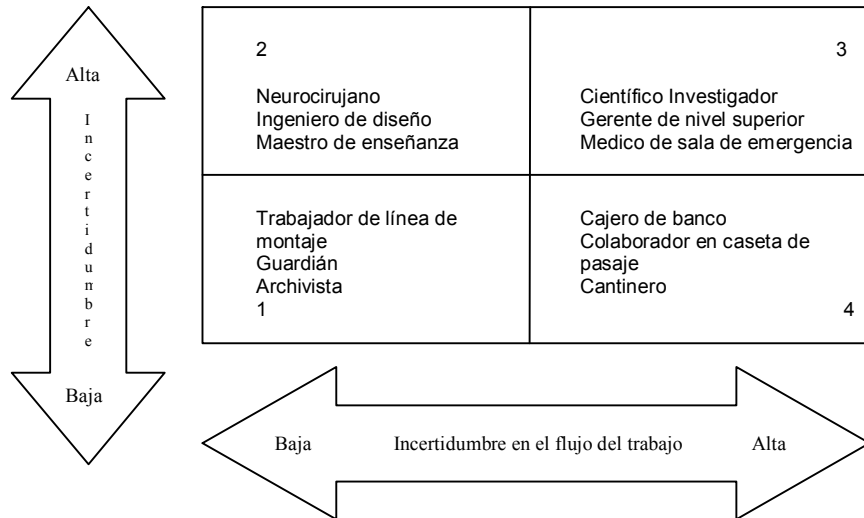 Alta
Incertidumbre
Baja
2
Neurocirujano
Ingeniero de diseño
Maestro de enseñanza
3
Científico Investigador
Gerente de nivel superior
Medico de sala de emergencia
Trabajador de línea de
montaje
Guardián
Archivista
1
Cajero de banco
Colaborador en caseta de
pasaje
Cantinero
4
Baja
Incertidumbre en el flujo del trabajo
Alta